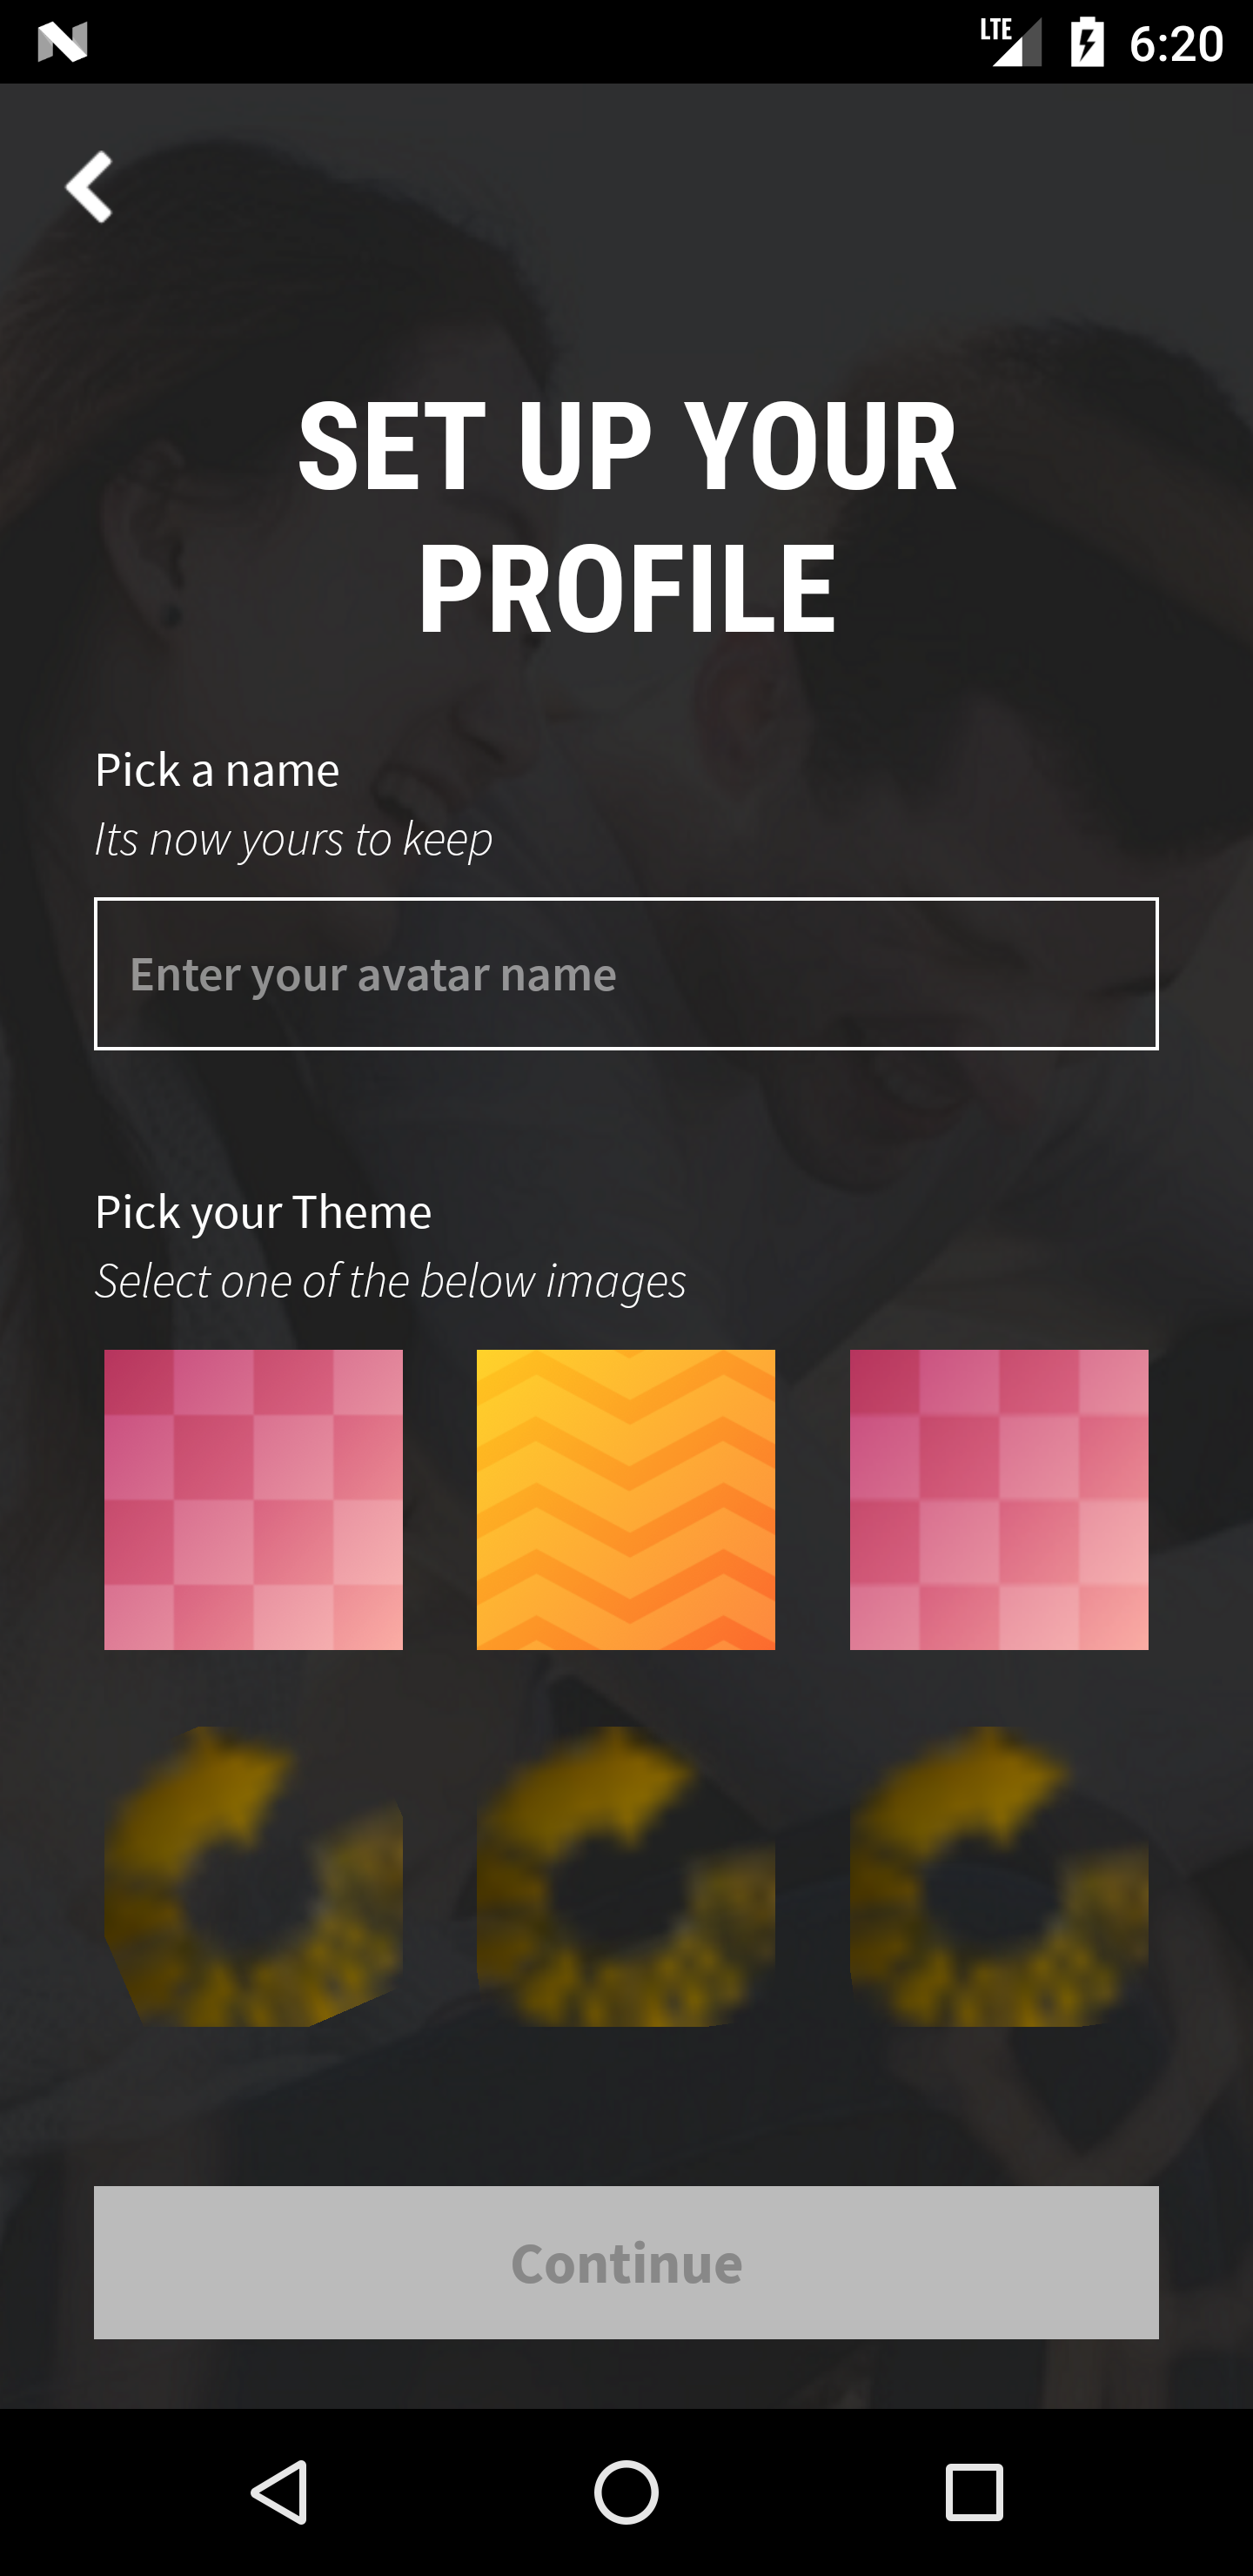 LTE 6:20
SET UP YOUR
PROFILE
Pick a name
Its now yours to keep
Enter your avatar name
Pick your Theme
Select one of the below images
Continue